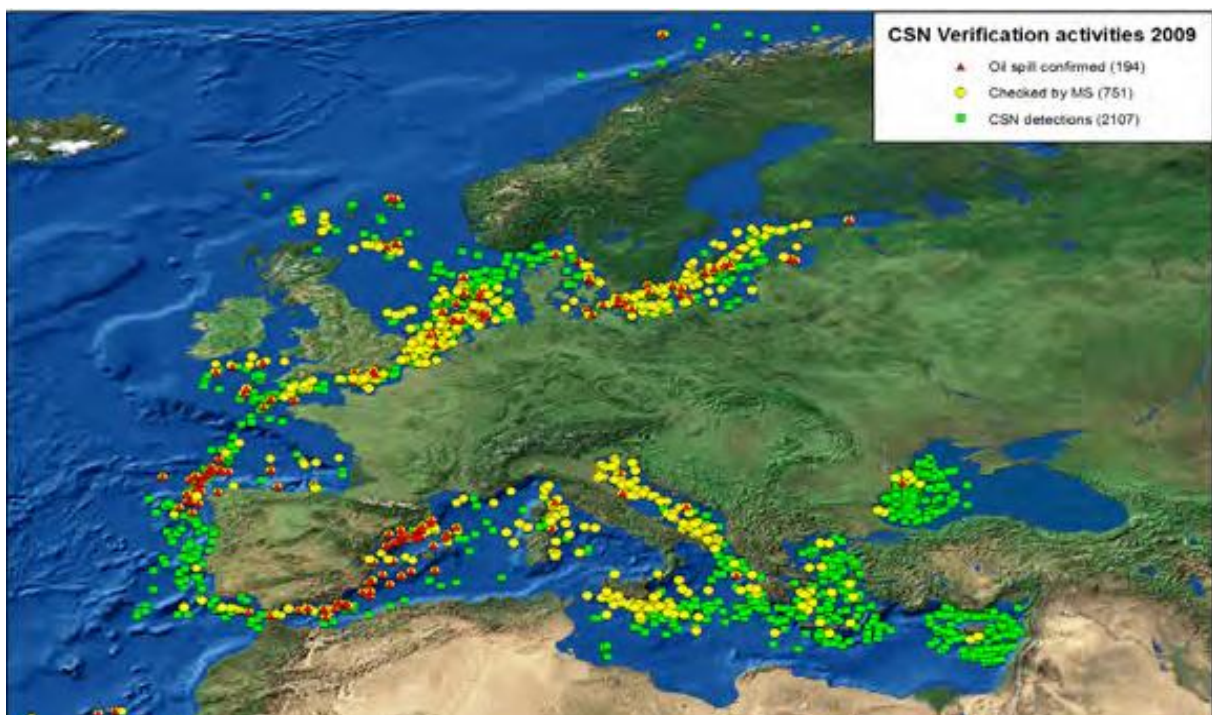 CSN Verification activities 2009
Oil spill confirmed (194)
Checked by MS (751)
CSN detections (2107)